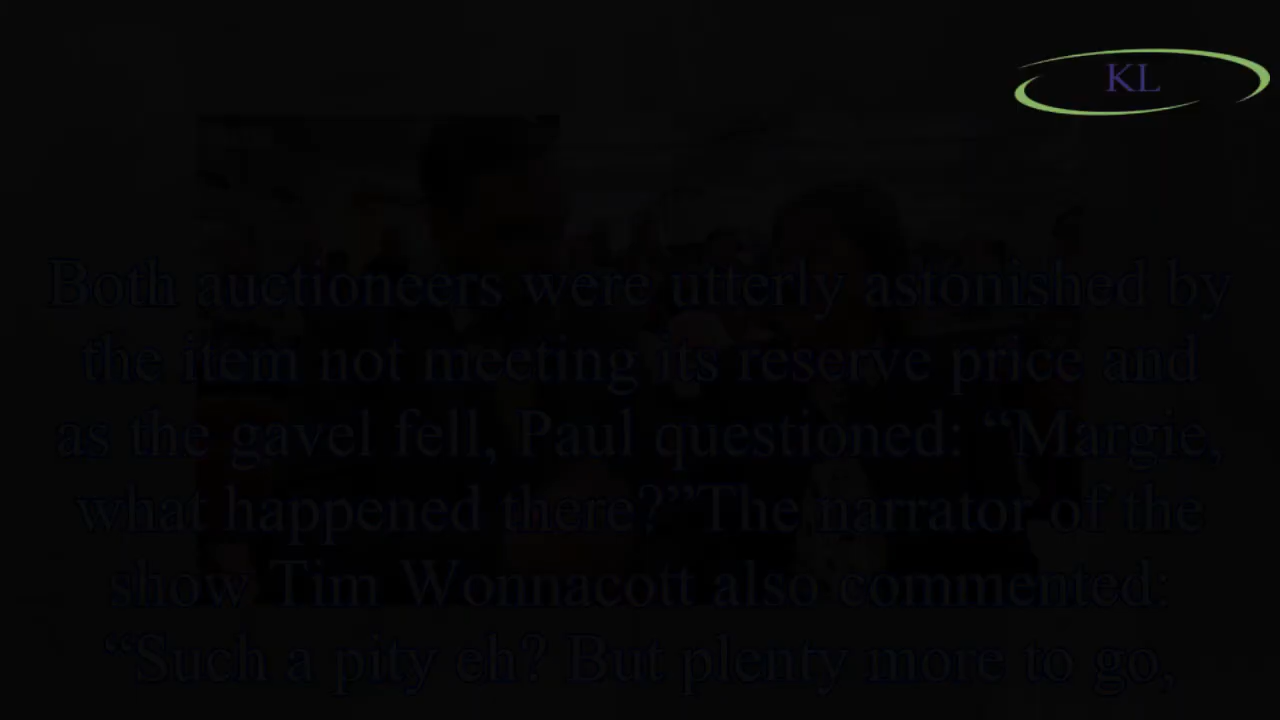 KL
Both auctioneers were utterly astonished by
the item not meeting its reserve price and
as the gavel fell, Paul questioned: “Margie,
what happened there?”The narrator of the
show Tim Wonnacott also commented:
“Such a pity eh? But plenty more to go,